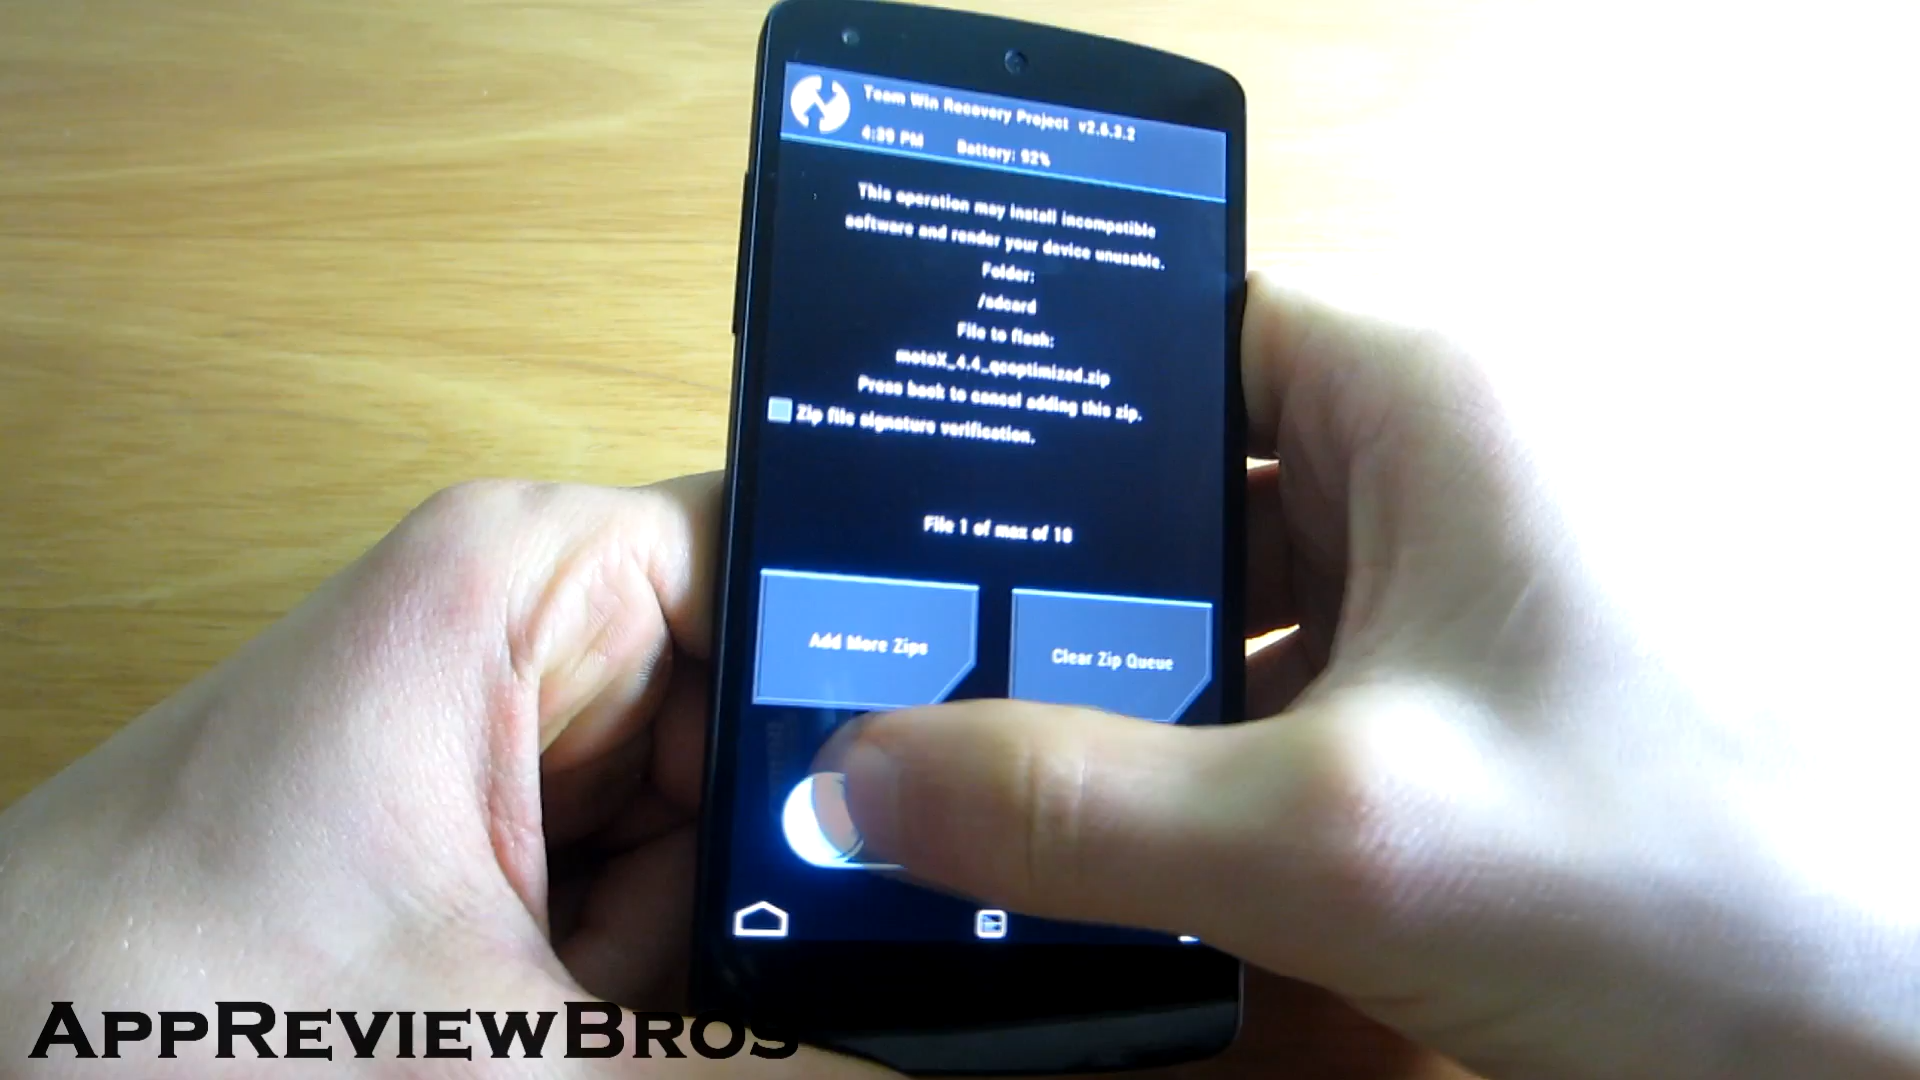 Team Win Recovery Project v2.6.3.2
4:39 PM Battery: 92%
This operation may install incompatible
software and render your device unusable.
Folder:
/sdcard
File to flash:
motoX_4.4_qcoptimized.zip
Press back to cancel adding this zip.
Zip file signature verification.
File 1 of max of 10
Add More Zips
Clear Zip Queue
AppReviewBros